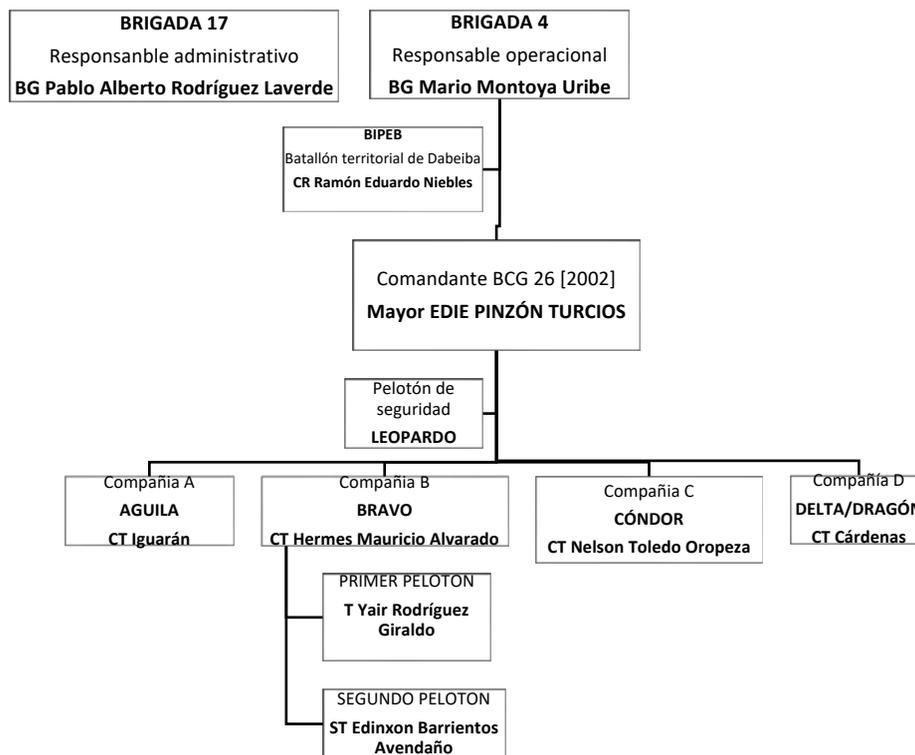 BRIGADA 17
Responsanble administrativo
BG Pablo Alberto Rodríguez Laverde
BRIGADA 4
Responsable operacional
BG Mario Montoya Uribe
BIPEB
Batallón territorial de Dabeiba
CR Ramón Eduardo Niebles
Comandante BCG 26 [2002]
Mayor EDIE PINZÓN TURCIOS
Pelotón de
seguridad
LEOPARDO
Compañia A
AGUILA
CT Iguarán
Compañia B
BRAVO
CT Hermes Mauricio Alvarado
Compañia C
CÓNDOR
CT Nelson Toledo Oropeza
Compañía D
DELTA/DRAGÓN
CT Cárdenas
PRIMER PELOTON
T Yair Rodríguez
Giraldo
SEGUNDO PELOTON
ST Edinxon Barrientos
Avendaño